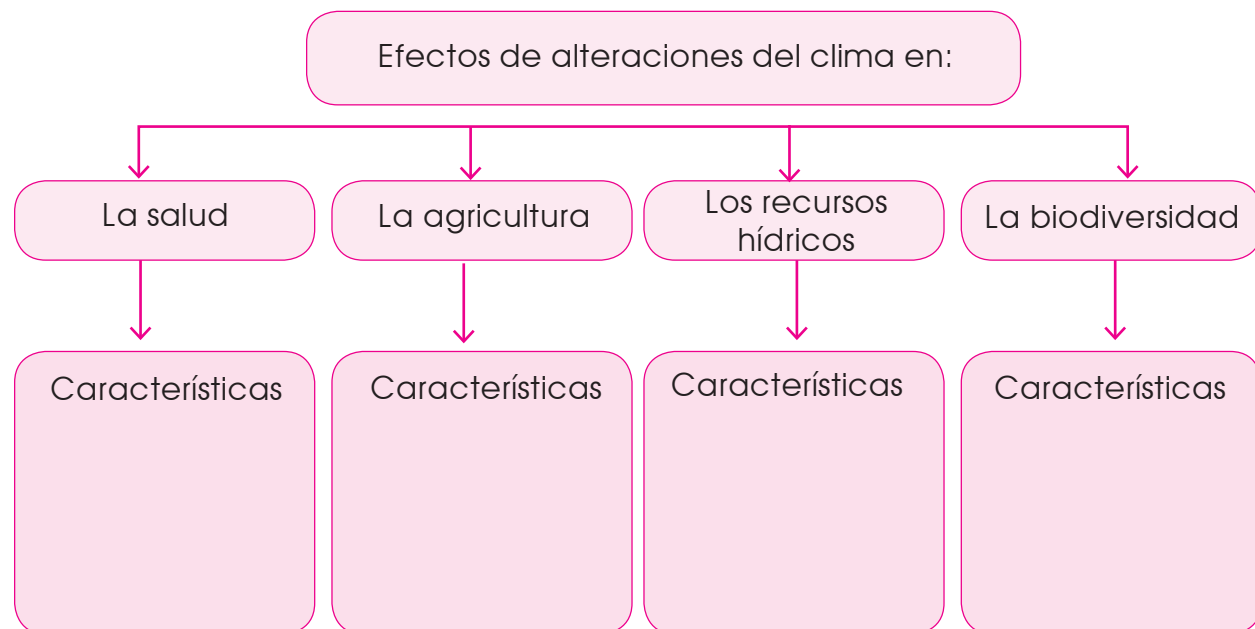 Efectos de alteraciones del clima en:
La salud
La agricultura
Los recursos
hídricos
La biodiversidad
Características
Características
Características
Características